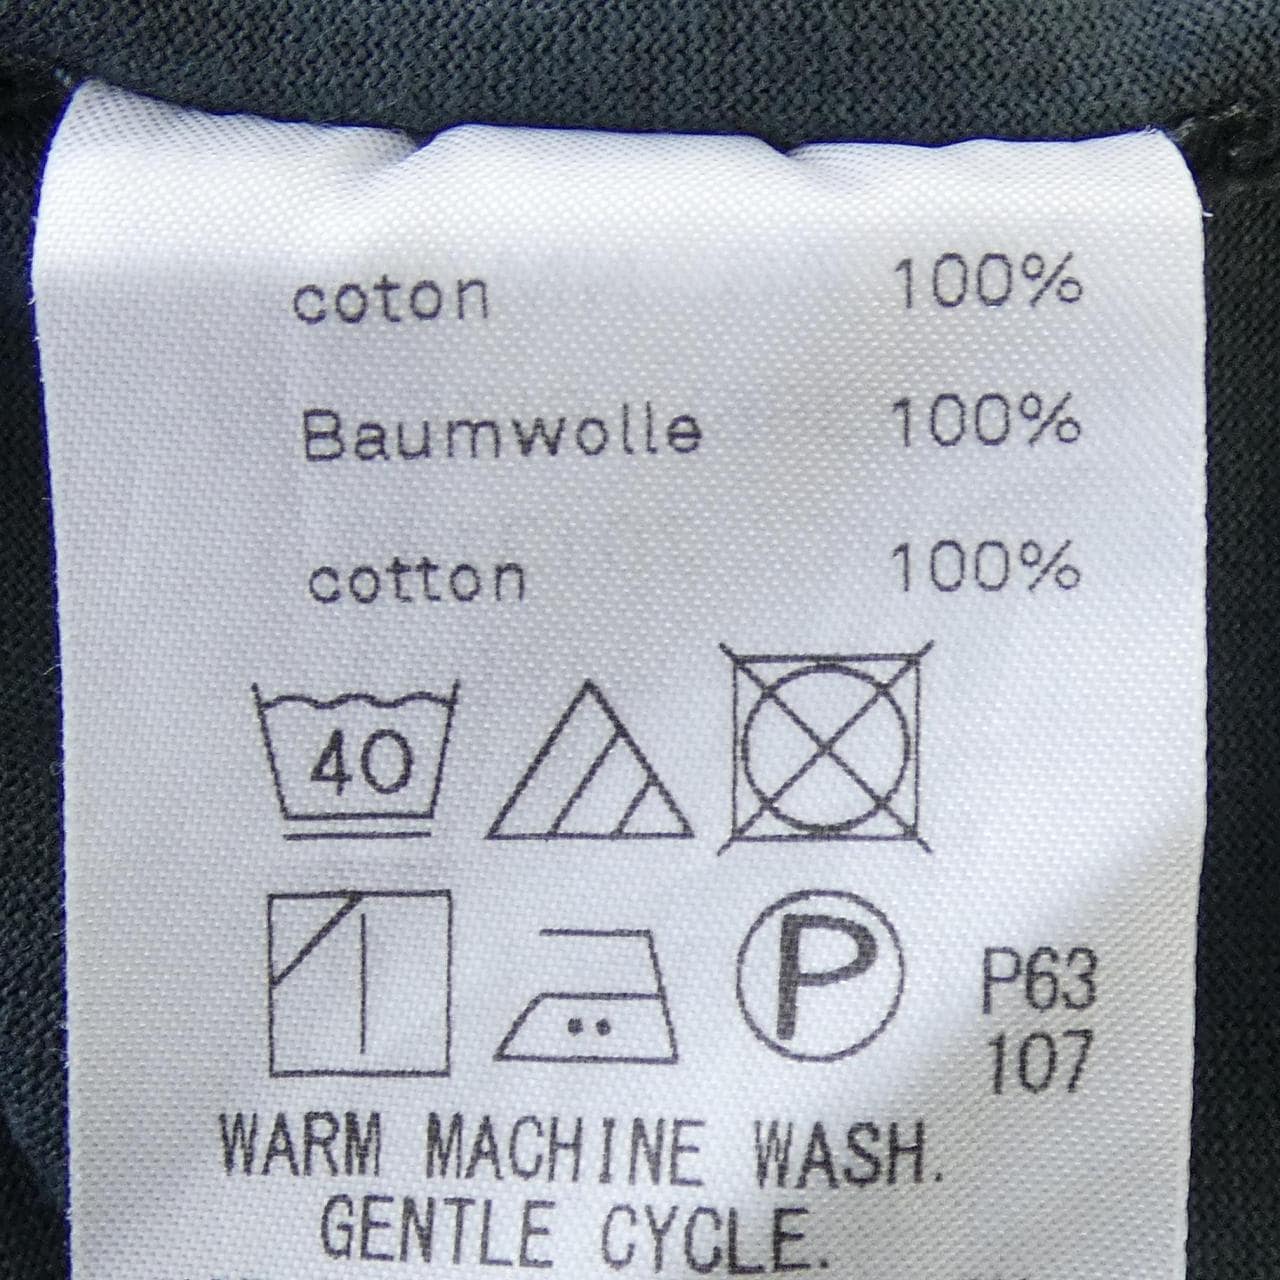 coton 100%
Baumwolle 100%
cotton 100%
40
P
P63
107
WARM MACHINE WASH.
GENTLE CYCLE.